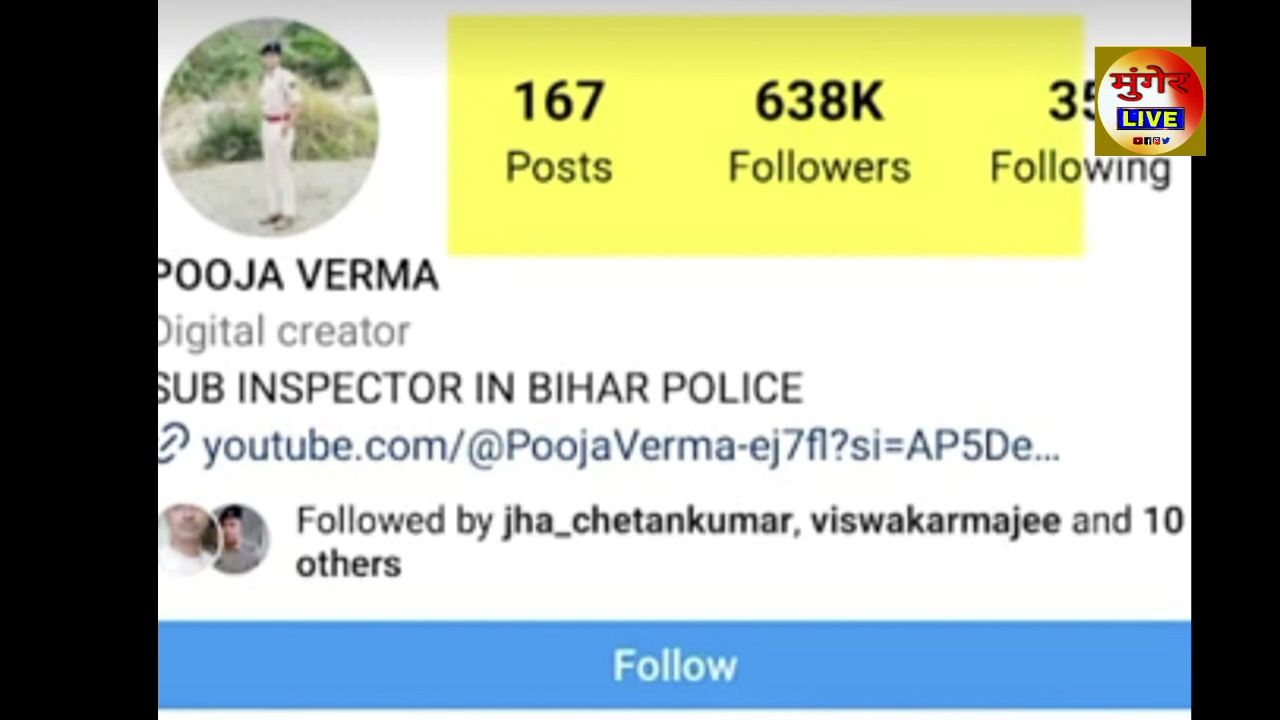 167 638K 35
Posts Followers Following
मुंगेर
LIVE
POOJA VERMA
Digital creator
SUB INSPECTOR IN BIHAR POLICE
youtube.com/@PoojaVerma-ej7fl?si=AP5De...
Followed by jha_chetankumar, viswakarmajee and 10
others
Follow